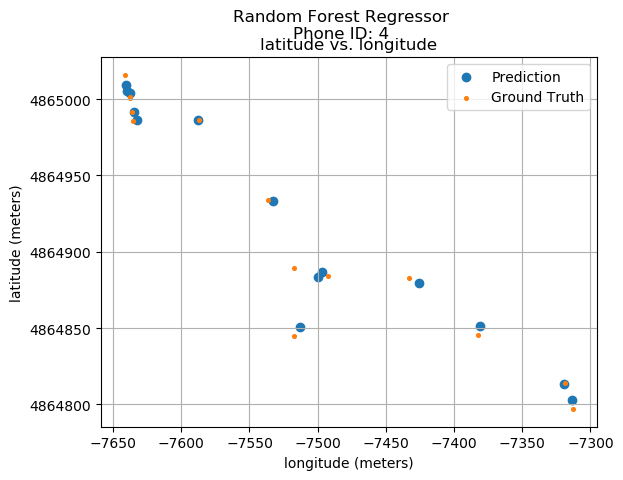 Random Forest Regressor
Phone ID: 4
latitude vs. longitude
Prediction
Ground Truth
4865000
4864950
4864900
4864850
4864800
latitude (meters)
−7650 −7600 −7550 −7500 −7450 −7400 −7350 −7300
longitude (meters)